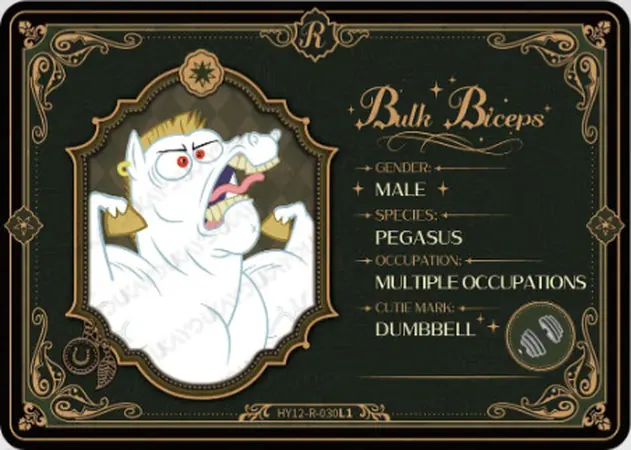 R
Bulk Biceps
GENDER:
MALE
SPECIES:
PEGASUS
OCCUPATION:
MULTIPLE OCCUPATIONS
CUTIE MARK:
DUMBBELL
HY12-R-030L1